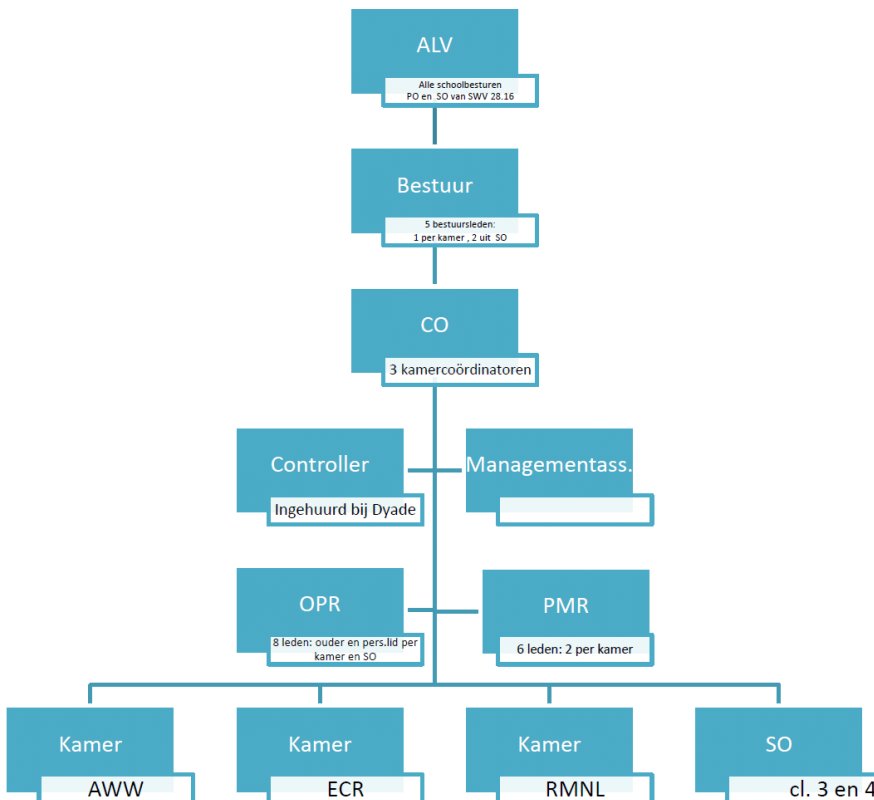 ALV
Alle schoolbesturen
PO en SO van SWV 28.16
Bestuur
5 bestuursleden:
1 per kamer , 2 uit SO
CO
3 kamercoördinatoren
Controller
Ingehuurd bij Dyade
Managementass.
OPR
8 leden: ouder en pers.lid per
kamer en SO
PMR
6 leden: 2 per kamer
Kamer
AWW
Kamer
ECR
Kamer
RMNL
SO
cl. 3 en 4